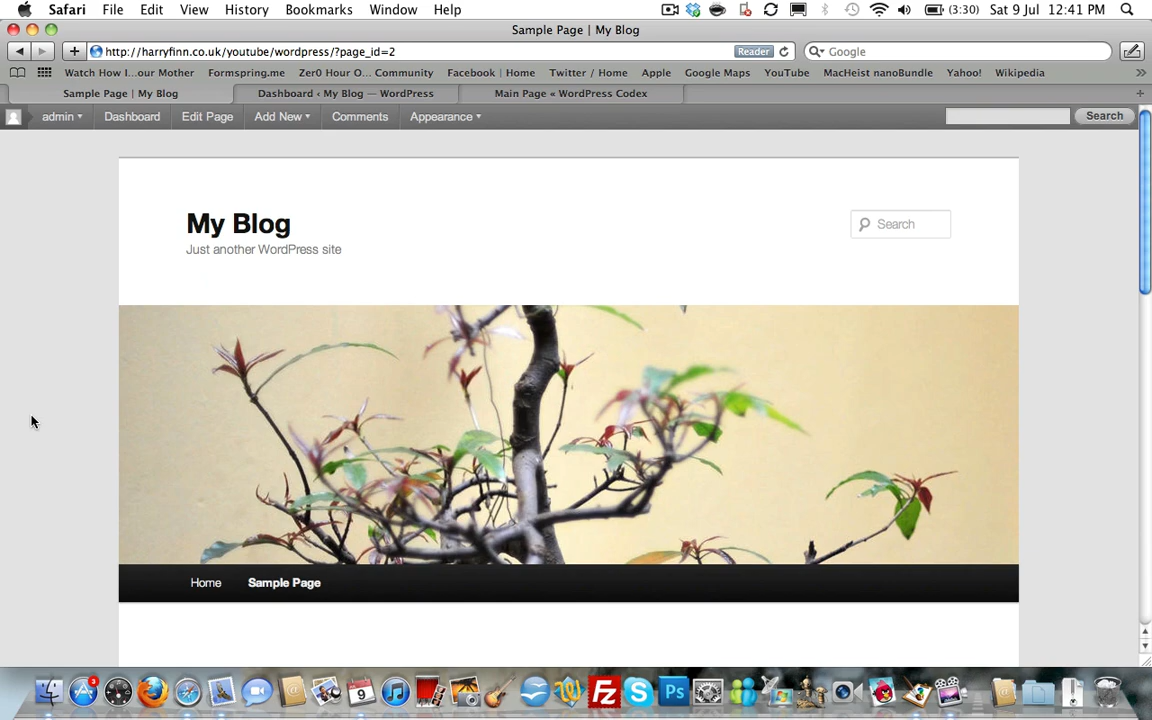 Safari File Edit View History Bookmarks Window Help (3:30) Sat 9 Jul 12:41 PM
Sample Page | My Blog
http://harryfinn.co.uk/youtube/wordpress/?page_id=2 Reader Google
Watch How I...our Mother Formspring.me Zer0 Hour O... Community Facebook | Home Twitter / Home Apple Google Maps YouTube MacHeist nanoBundle Yahoo! Wikipedia
Sample Page | My Blog Dashboard ‹ My Blog — WordPress Main Page « WordPress Codex
admin Dashboard Edit Page Add New Comments Appearance Search
My Blog
Search
Just another WordPress site
Home Sample Page
3
9
Fz
Ps